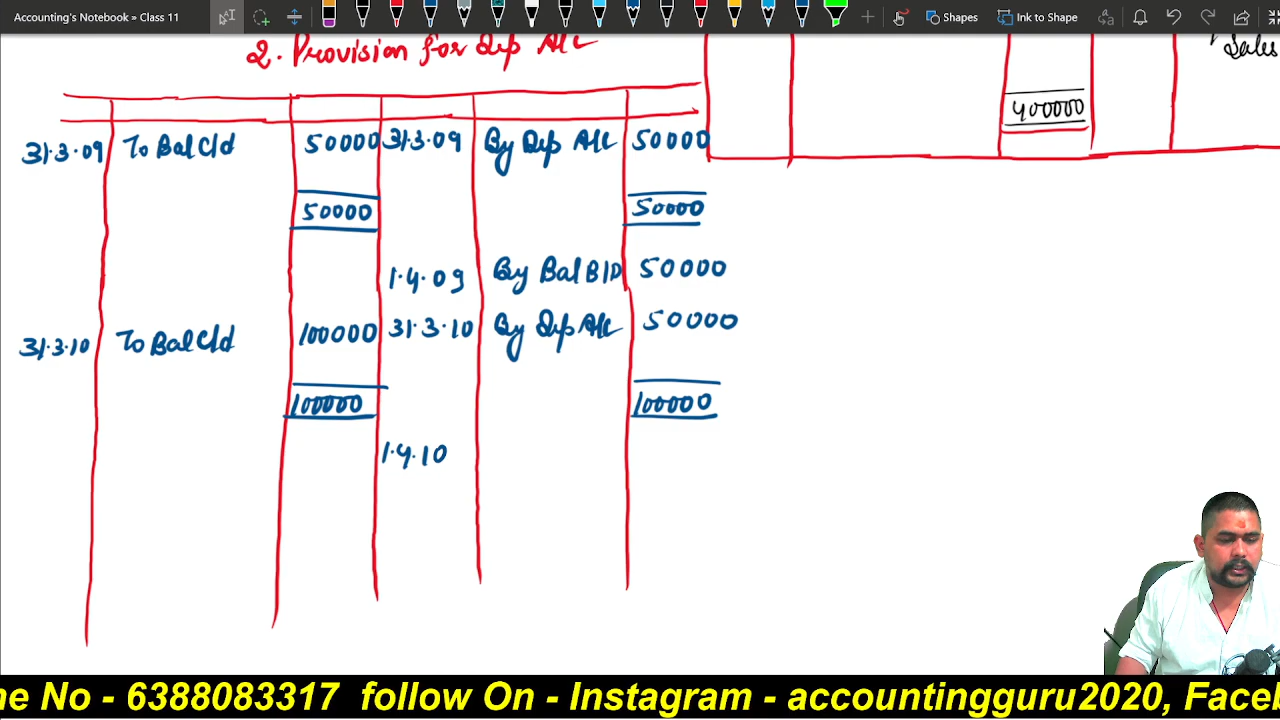 Accounting's Notebook » Class 11
Shapes
Ink to Shape
2. Provision for Dep A/C
Sales
400000
31.3.09 To Bal C/d 50000 31.3.09 By Dep A/C 50000
50000 50000
1.4.09 By Bal B/D 50000
31.3.10 To Bal C/d 100000 31.3.10 By Dep A/C 50000
100000 100000
1.4.10
ne No - 6388083317 follow On - Instagram - accountingguru2020, Faceb